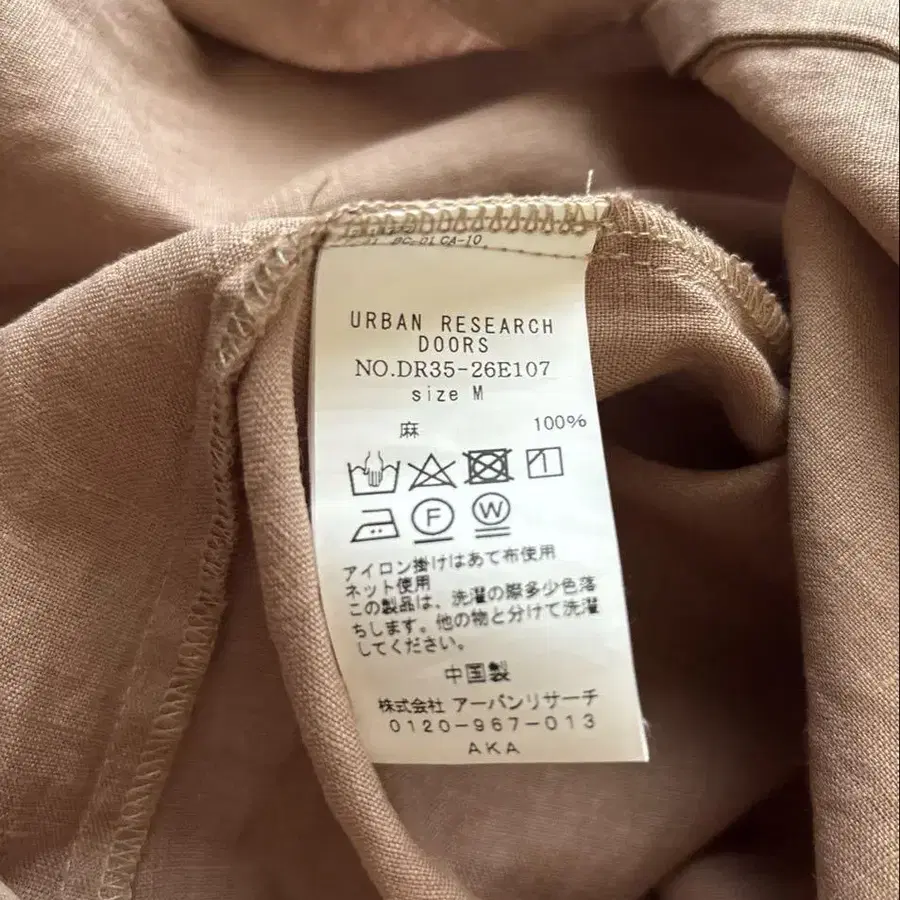 CA-10
URBAN RESEARCH
DOORS
NO.DR35-26E107
size M
麻 100%
F W
アイロン掛けはあて布使用
ネット使用
この製品は、洗濯の際多少色落
ちします。他の物と分けて洗濯
してください。
中国製
株式会社 アーバンリサーチ
0120-967-013
AKA